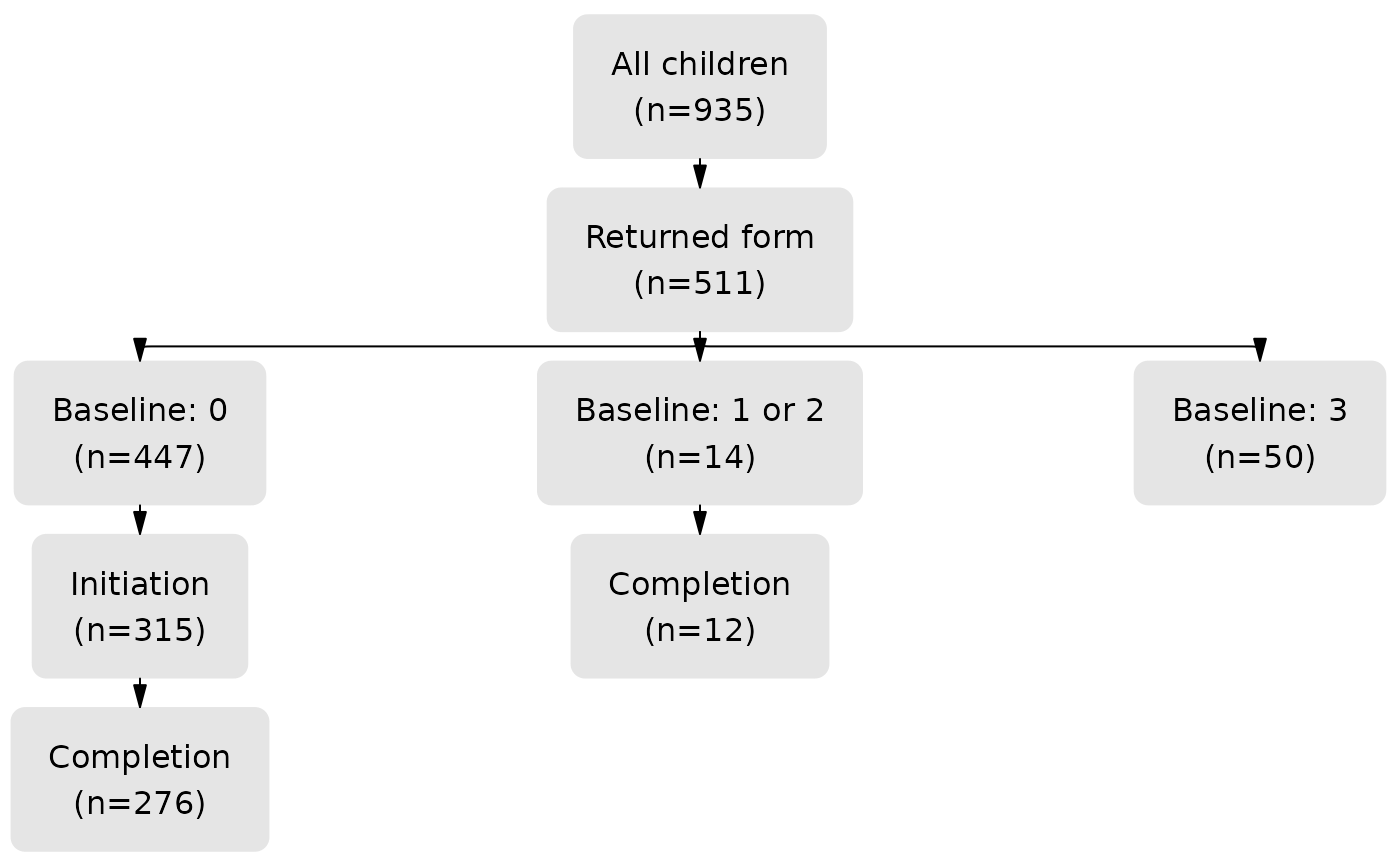 All children
(n=935)
Returned form
(n=511)
Baseline: 0
(n=447)
Baseline: 1 or 2
(n=14)
Baseline: 3
(n=50)
Initiation
(n=315)
Completion
(n=12)
Completion
(n=276)